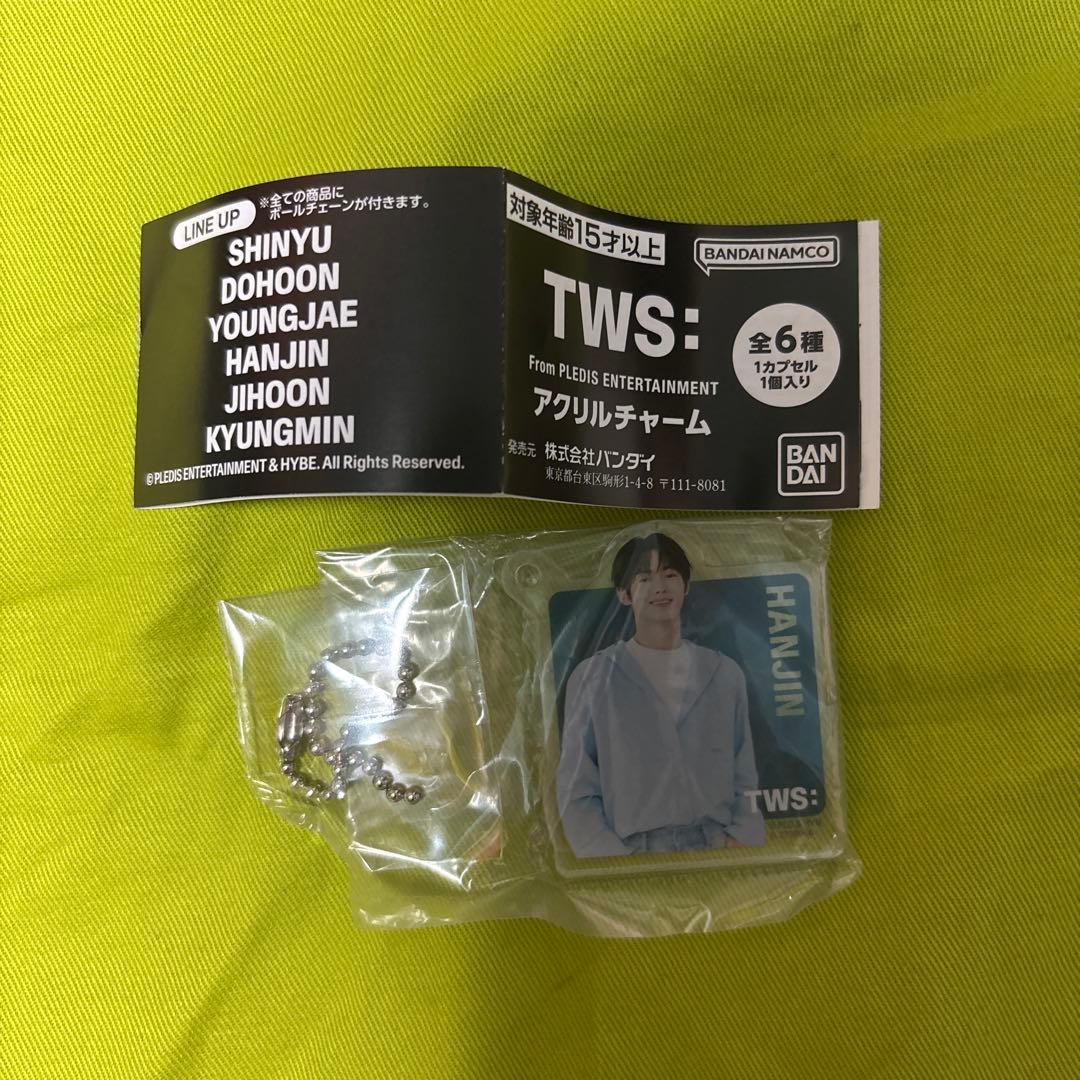 LINE UP
※全ての商品に
ボールチェーンが付きます。
SHINYU
DOHOON
YOUNGJAE
HANJIN
JIHOON
KYUNGMIN
© PLEDIS ENTERTAINMENT & HYBE. All Rights Reserved.
対象年齢15才以上
BANDAI NAMCO
TWS:
From PLEDIS ENTERTAINMENT
アクリルチャーム
全6種
1カプセル
1個入り
発売元 株式会社バンダイ
東京都台東区駒形1-4-8 〒111-8081
BAN
DAI
HANJIN
TWS: